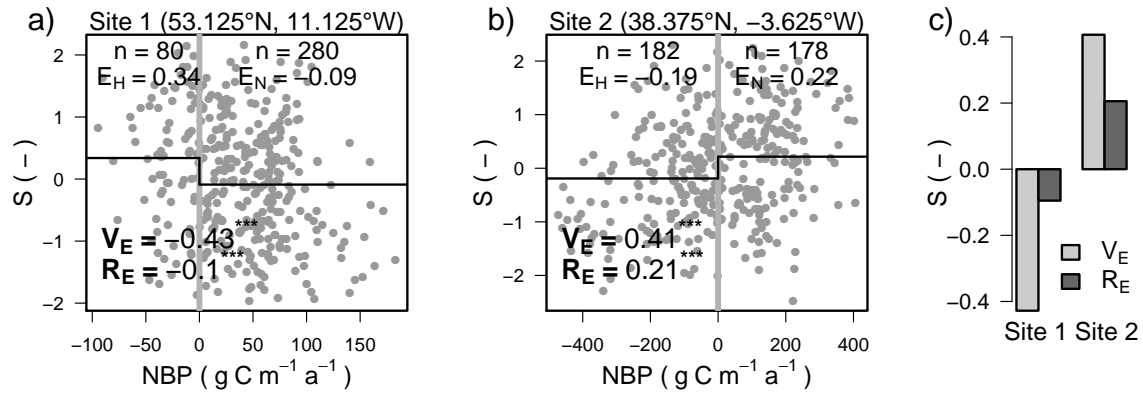 a) Site 1 (53.125°N, 11.125°W)
n = 80 n = 280
E_H = 0.34 E_N = −0.09
2
1
0
−1
−2
S ( − )
V_E = −0.43***
R_E = −0.1***
−100 −50 0 50 100 150
NBP ( g C m⁻¹ a⁻¹ )
b) Site 2 (38.375°N, −3.625°W)
n = 182 n = 178
E_H = −0.19 E_N = 0.22
2
1
0
−1
−2
S ( − )
V_E = 0.41***
R_E = 0.21***
−400 −200 0 200 400
NBP ( g C m⁻¹ a⁻¹ )
c)
0.4
0.2
0.0
−0.2
−0.4
S ( − )
V_E
R_E
Site 1 Site 2